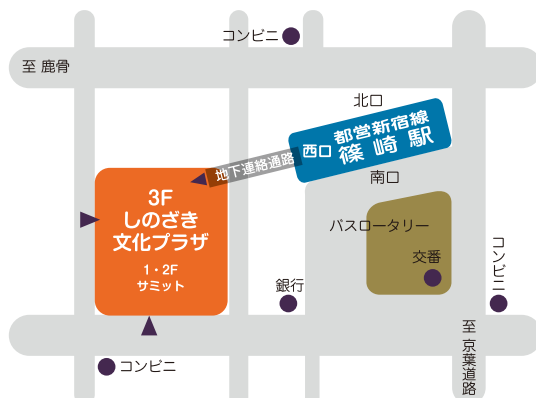 コンビニ
至 鹿骨
北口
都営新宿線
西口
篠崎駅
地下連絡通路
南口
3F
しのざき
文化プラザ
1・2F
サミット
バスロータリー
交番
コンビニ
銀行
至 京葉道路
コンビニ